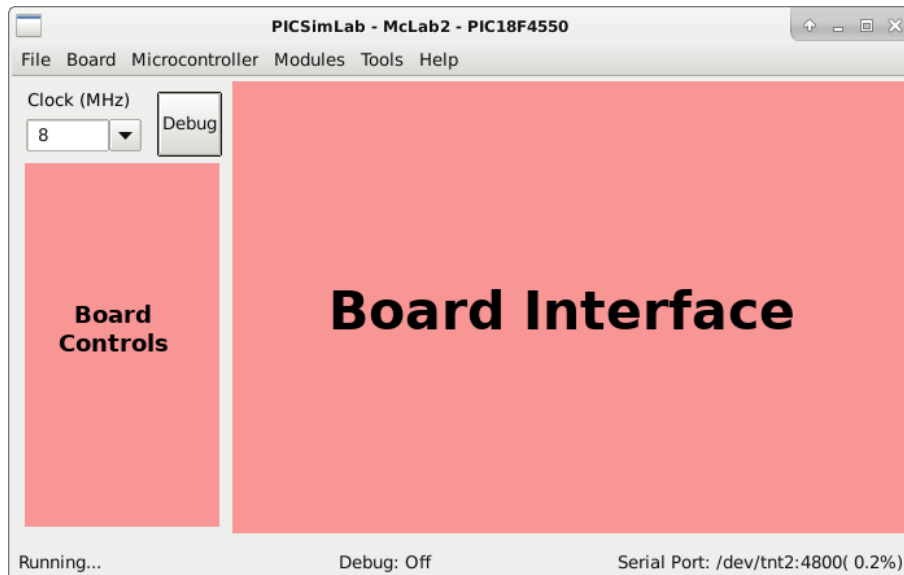 PICSimLab - McLab2 - PIC18F4550
File Board Microcontroller Modules Tools Help
Clock (MHz)
8
Debug
Board
Controls
Board Interface
Running...
Debug: Off
Serial Port: /dev/tnt2:4800( 0.2%)